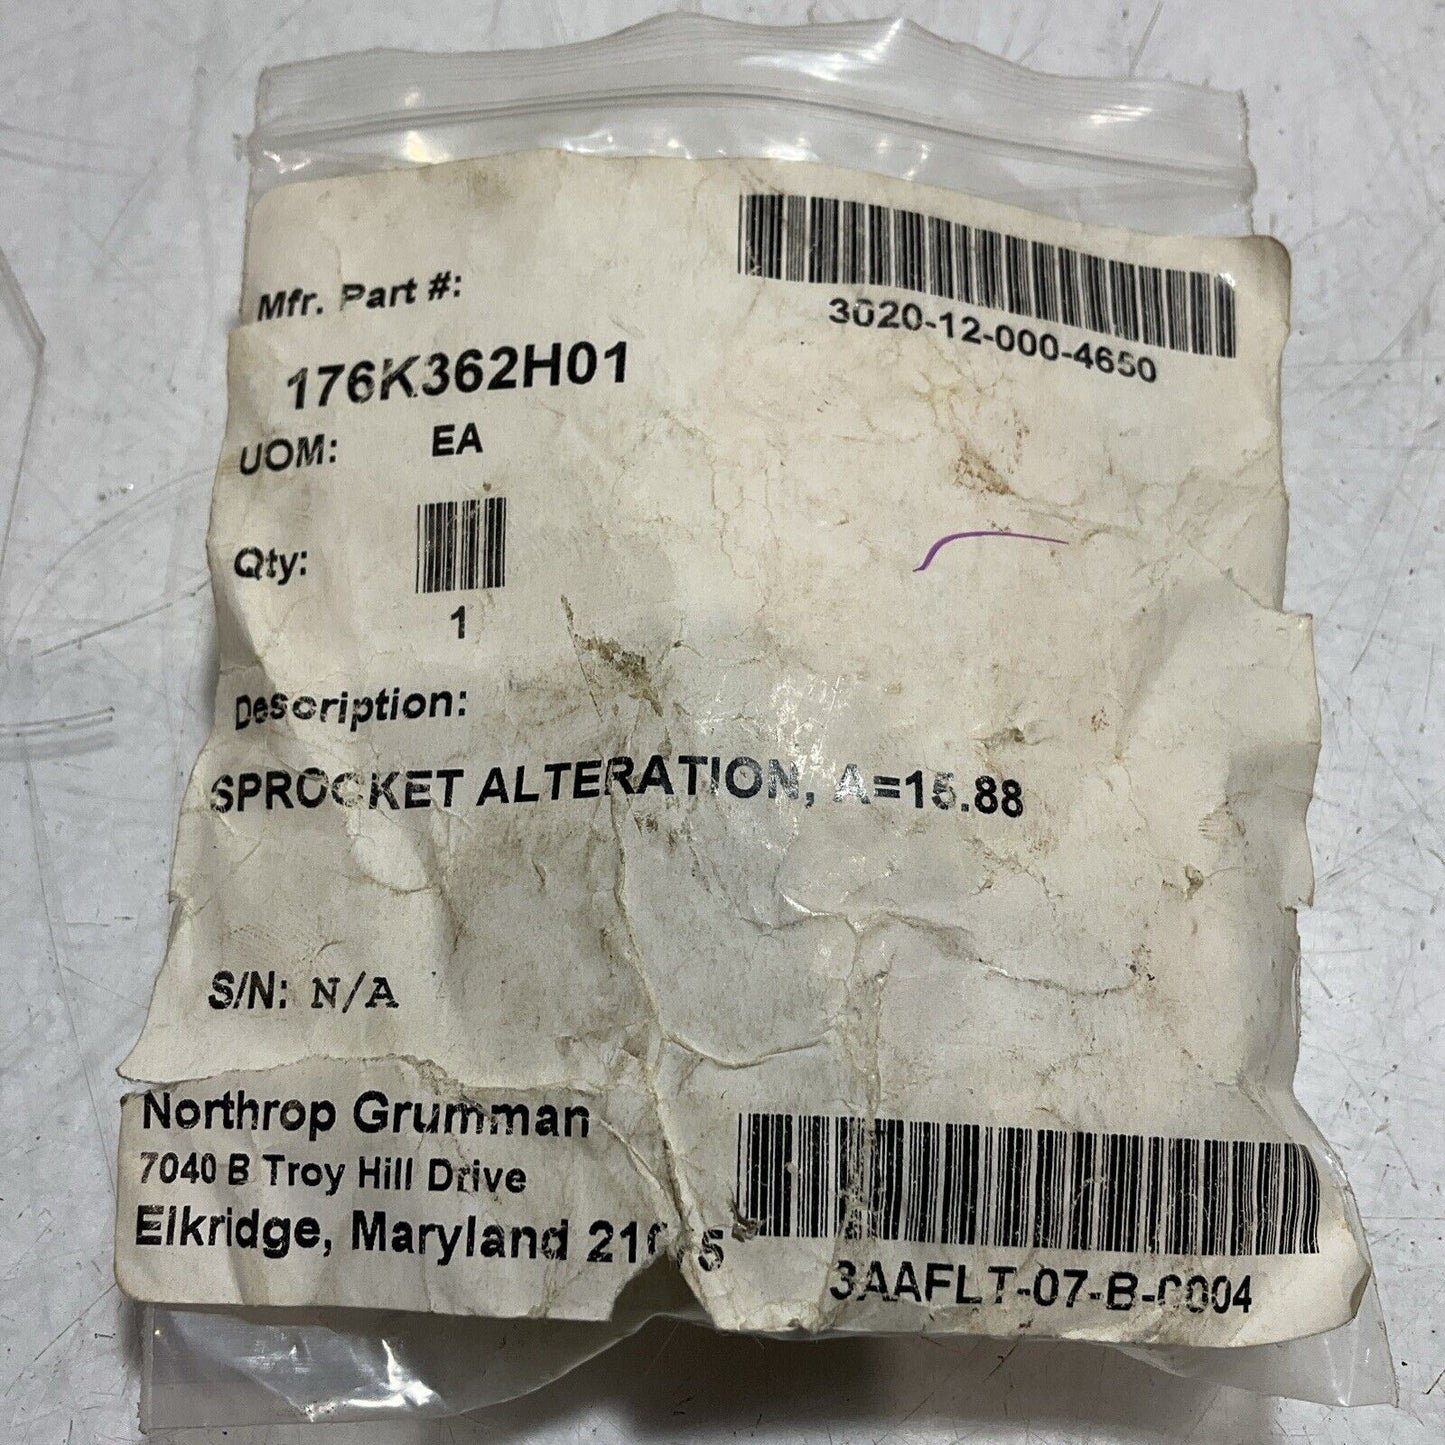 3020-12-000-4650
Mfr. Part #:
176K362H01
UOM: EA
Qty:
1
Description:
SPROCKET ALTERATION, A=15.88
S/N: N/A
Northrop Grumman
7040 B Troy Hill Drive
Elkridge, Maryland
3AAFLT-07-B-0004